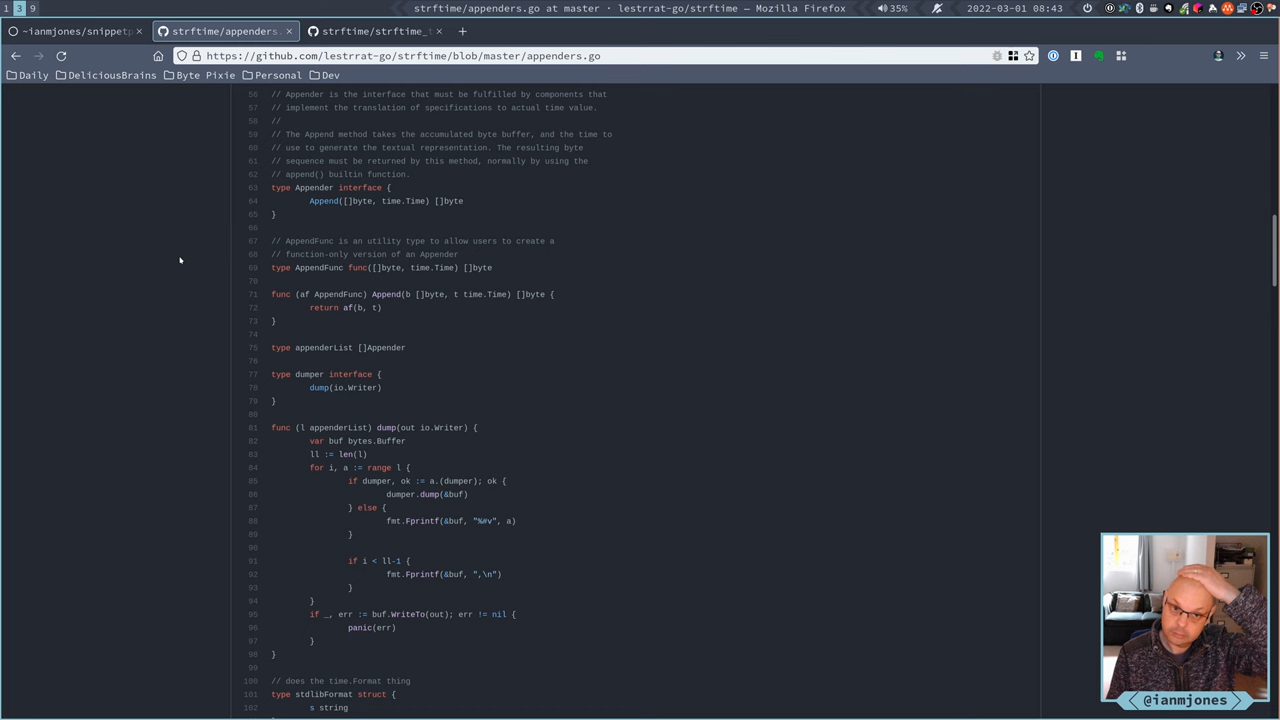 1 3 9
strftime/appenders.go at master · lestrrat-go/strftime — Mozilla Firefox
35%
2022-03-01 08:43
~ianmjones/snippetp ×
strftime/appenders. ×
strftime/strftime_t ×
https://github.com/lestrrat-go/strftime/blob/master/appenders.go
Daily DeliciousBrains Byte Pixie Personal Dev
56 // Appender is the interface that must be fulfilled by components that
57 // implement the translation of specifications to actual time value.
58 //
59 // The Append method takes the accumulated byte buffer, and the time to
60 // use to generate the textual representation. The resulting byte
61 // sequence must be returned by this method, normally by using the
62 // append() builtin function.
63 type Appender interface {
64 Append([]byte, time.Time) []byte
65 }
66
67 // AppendFunc is an utility type to allow users to create a
68 // function-only version of an Appender
69 type AppendFunc func([]byte, time.Time) []byte
70
71 func (af AppendFunc) Append(b []byte, t time.Time) []byte {
72 return af(b, t)
73 }
74
75 type appenderList []Appender
76
77 type dumper interface {
78 dump(io.Writer)
79 }
80
81 func (l appenderList) dump(out io.Writer) {
82 var buf bytes.Buffer
83 ll := len(l)
84 for i, a := range l {
85 if dumper, ok := a.(dumper); ok {
86 dumper.dump(&buf)
87 } else {
88 fmt.Fprintf(&buf, "%#v", a)
89 }
90
91 if i < ll-1 {
92 fmt.Fprintf(&buf, ",\n")
93 }
94 }
95 if _, err := buf.WriteTo(out); err != nil {
96 panic(err)
97 }
98 }
99
100 // does the time.Format thing
101 type stdlibFormat struct {
102 s string
@ianmjones